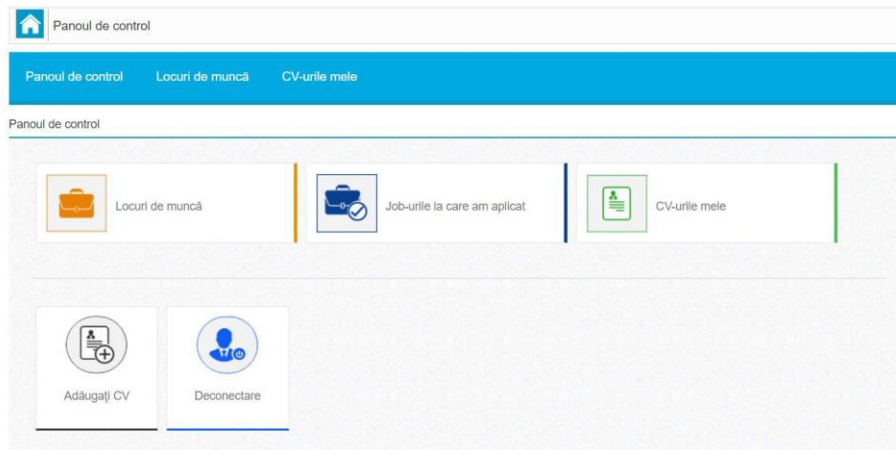 Panoul de control
Panoul de control Locuri de muncă CV-urile mele
Panoul de control
Locuri de muncă Job-urile la care am aplicat CV-urile mele
Adăugați CV Deconectare